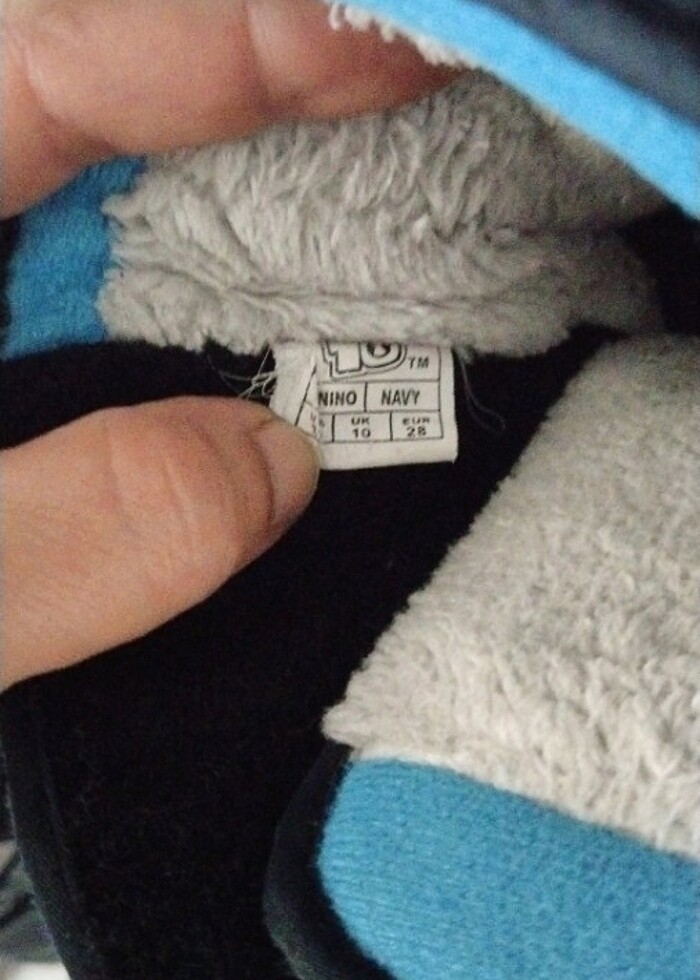 TM
NINO NAVY
UK EUR
10 28